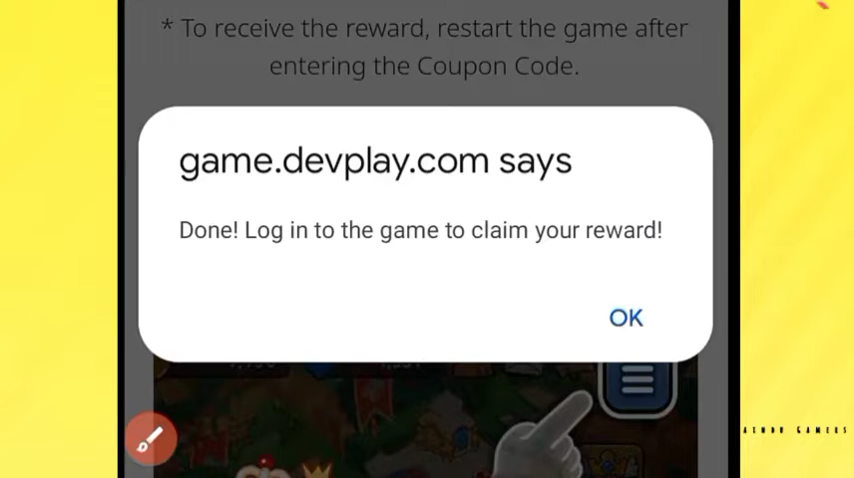 * To receive the reward, restart the game after
entering the Coupon Code.
game.devplay.com says
Done! Log in to the game to claim your reward!
OK
GAMERS